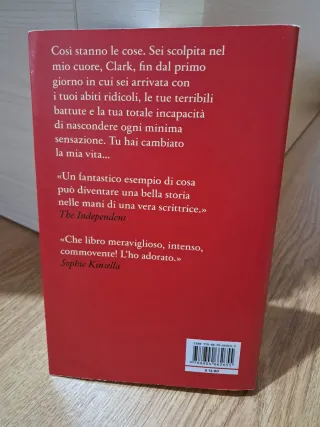 Così stanno le cose. Sei scolpita nel
mio cuore, Clark, fin dal primo
giorno in cui sei arrivata con
i tuoi abiti ridicoli, le tue terribili
battute e la tua totale incapacità
di nascondere ogni minima
sensazione. Tu hai cambiato
la mia vita...
«Un fantastico esempio di cosa
può diventare una bella storia
nelle mani di una vera scrittrice.»
The Independent
«Che libro meraviglioso, intenso,
commovente! L'ho adorato.»
Sophie Kinsella